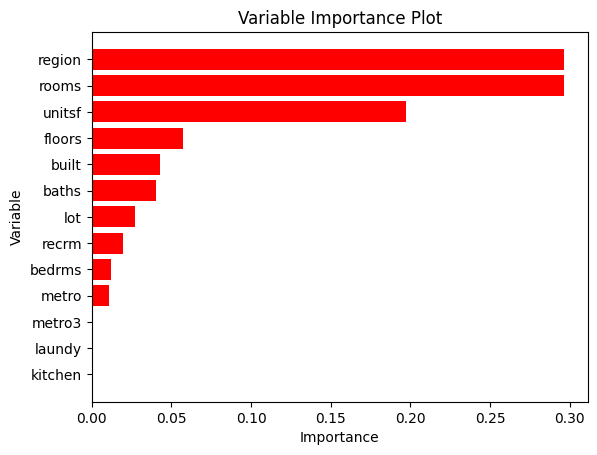 Variable Importance Plot
region
rooms
unitsf
floors
built
baths
lot
recrm
bedrms
metro
metro3
laundy
kitchen
Variable
0.00 0.05 0.10 0.15 0.20 0.25 0.30
Importance